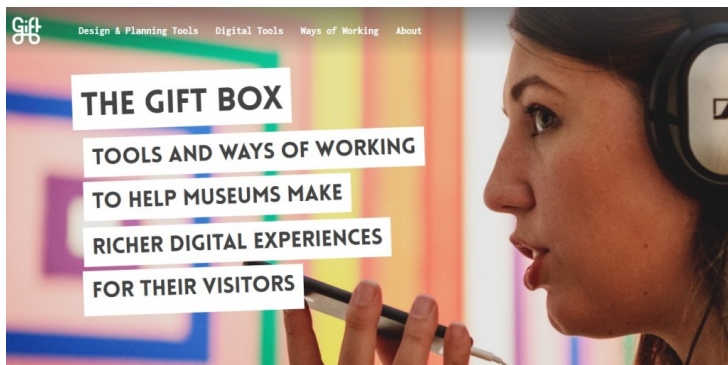 Gift
Design & Planning Tools Digital Tools Ways of Working About
THE GIFT BOX
TOOLS AND WAYS OF WORKING
TO HELP MUSEUMS MAKE
RICHER DIGITAL EXPERIENCES
FOR THEIR VISITORS